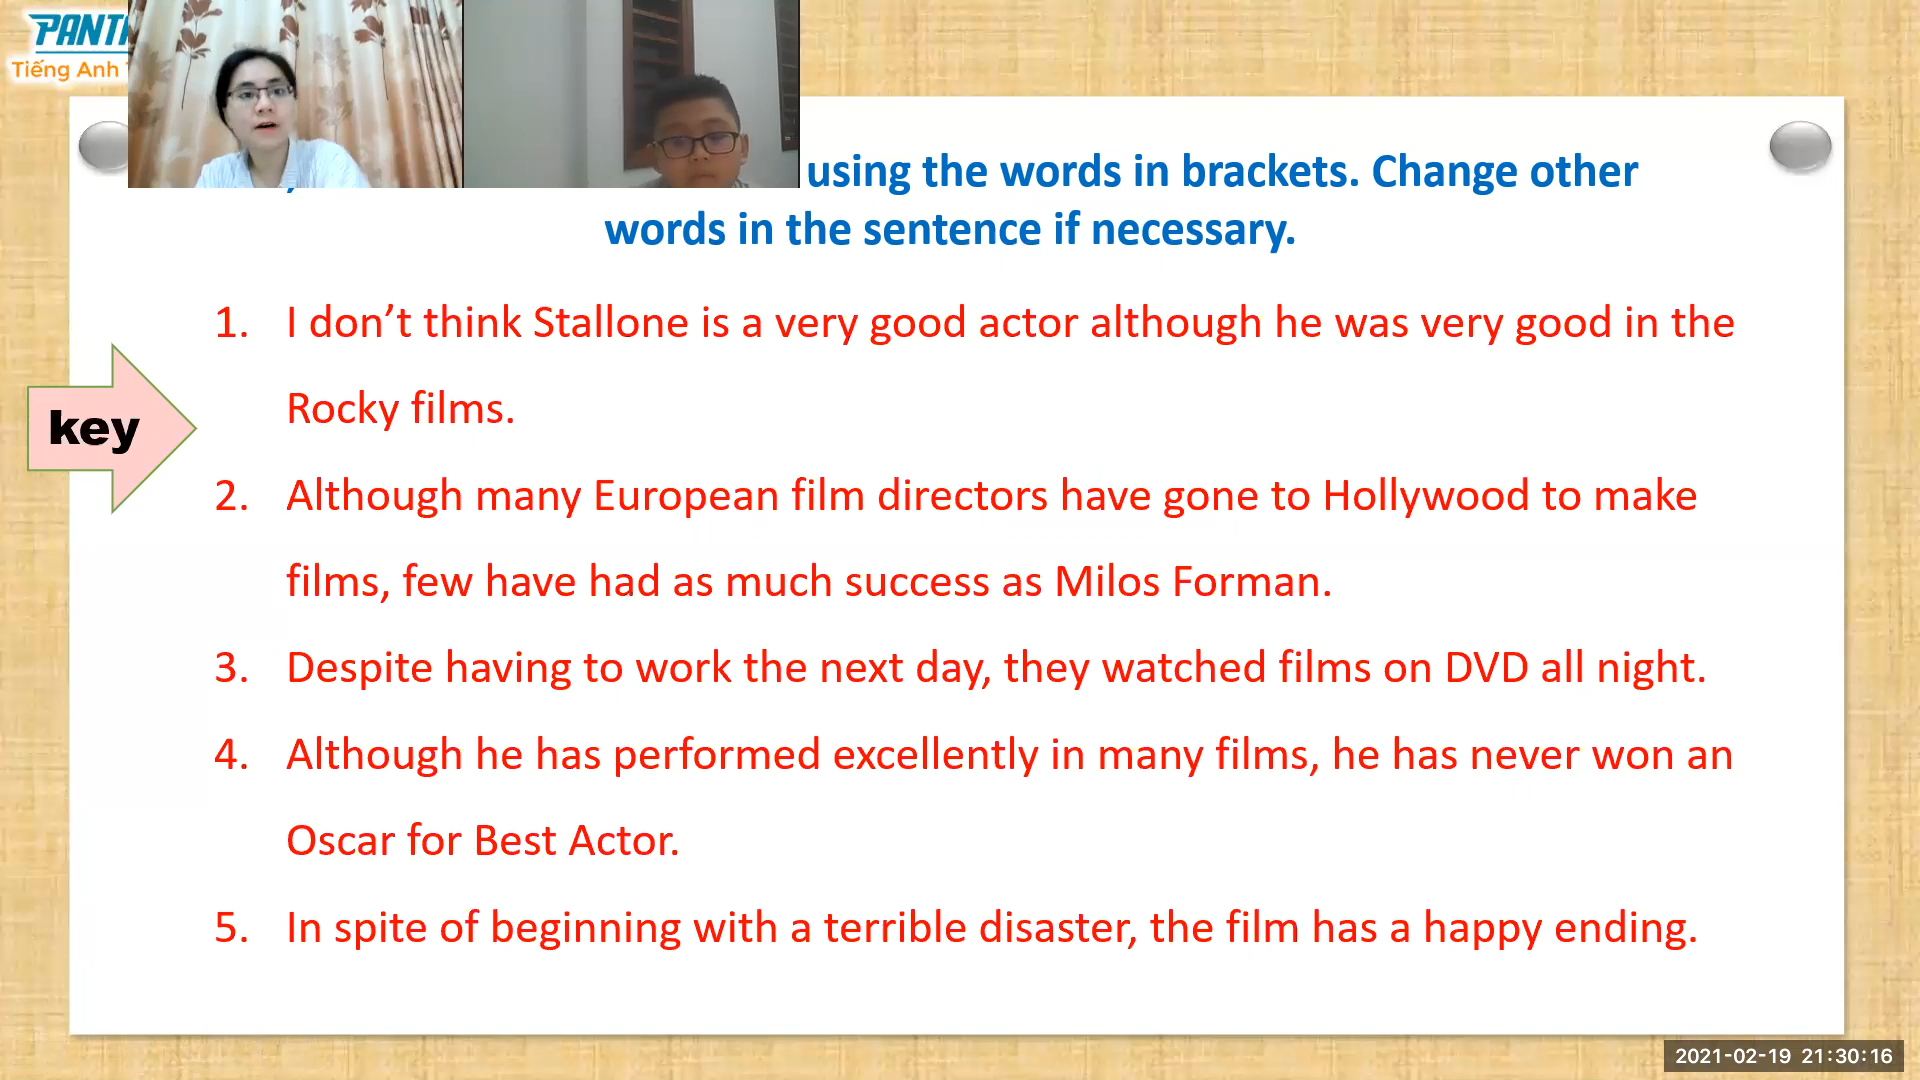 Tiếng Anh
using the words in brackets. Change other
words in the sentence if necessary.
1. I don’t think Stallone is a very good actor although he was very good in the
Rocky films.
key
2. Although many European film directors have gone to Hollywood to make
films, few have had as much success as Milos Forman.
3. Despite having to work the next day, they watched films on DVD all night.
4. Although he has performed excellently in many films, he has never won an
Oscar for Best Actor.
5. In spite of beginning with a terrible disaster, the film has a happy ending.
2021-02-19 21:30:16